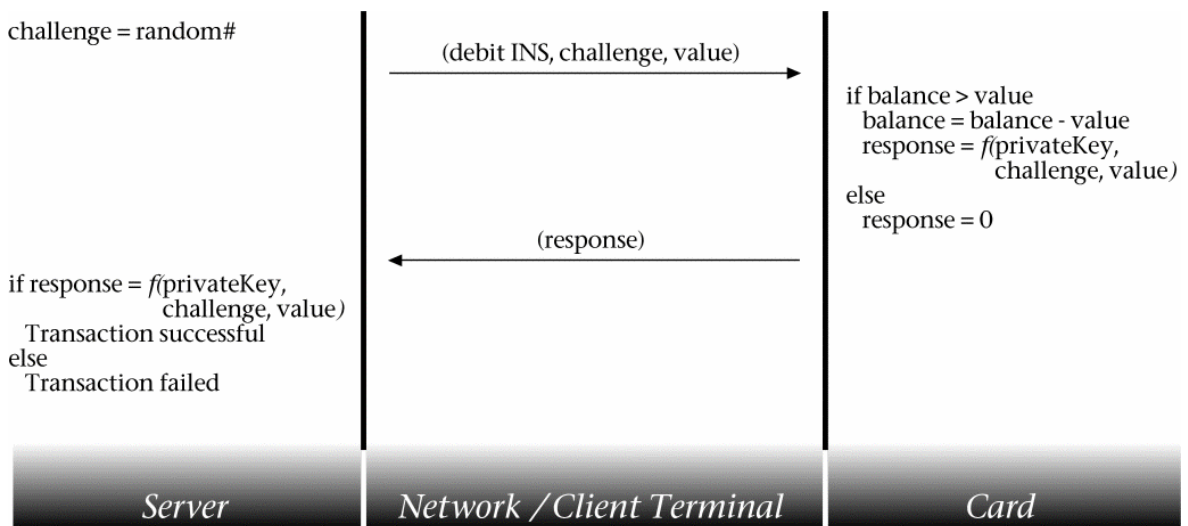 challenge = random#
(debit INS, challenge, value)
if balance > value
balance = balance - value
response = f(privateKey,
challenge, value)
else
response = 0
(response)
if response = f(privateKey,
challenge, value)
Transaction successful
else
Transaction failed
Server
Network / Client Terminal
Card